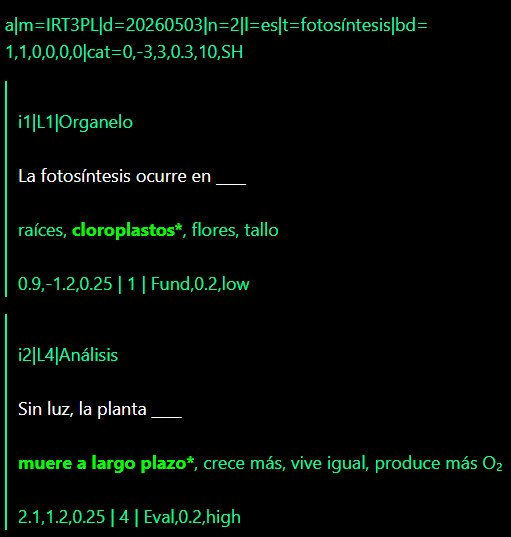 a|m=IRT3PL|d=20260503|n=2|l=es|t=fotosíntesis|bd=
1,1,0,0,0,0|cat=0,-3,3,0.3,10,SH
i1|L1|Organelo
La fotosíntesis ocurre en ____
raíces, cloroplastos*, flores, tallo
0.9,-1.2,0.25 | 1 | Fund,0.2,low
i2|L4|Análisis
Sin luz, la planta ____
muere a largo plazo*, crece más, vive igual, produce más O₂
2.1,1.2,0.25 | 4 | Eval,0.2,high